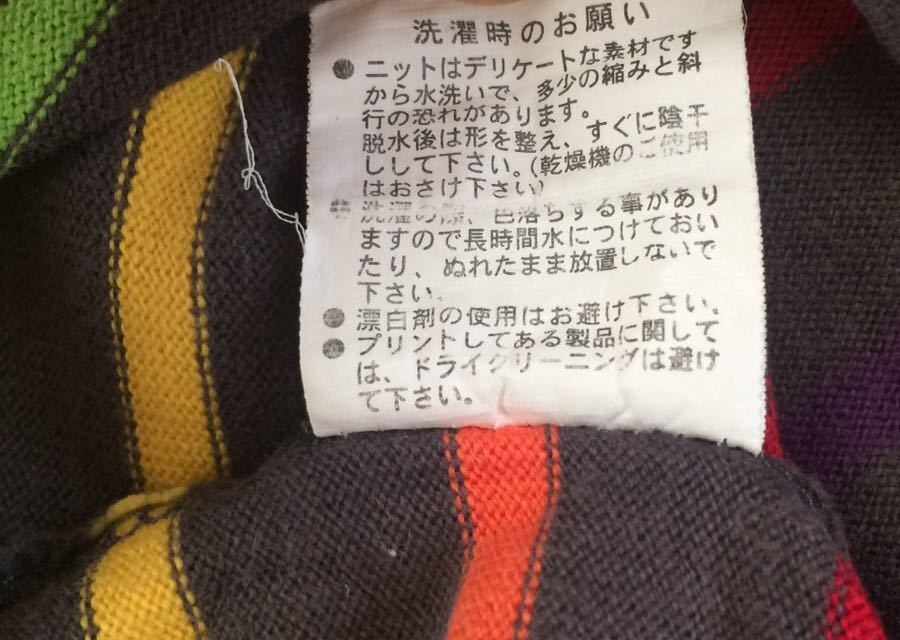 洗濯時のお願い
● ニットはデリケートな素材です
から水洗いで、多少の縮みと斜
行の恐れがあります。
脱水後は形を整え、すぐに陰干
しして下さい。(乾燥機のご使用
はおさけ下さい)
● 洗濯の際、色落ちする事があり
ますので長時間水につけておい
たり、ぬれたまま放置しないで
下さい。
● 漂白剤の使用はお避け下さい、
● プリントしてある製品に関して
は、ドライクリーニングは避け
て下さい。